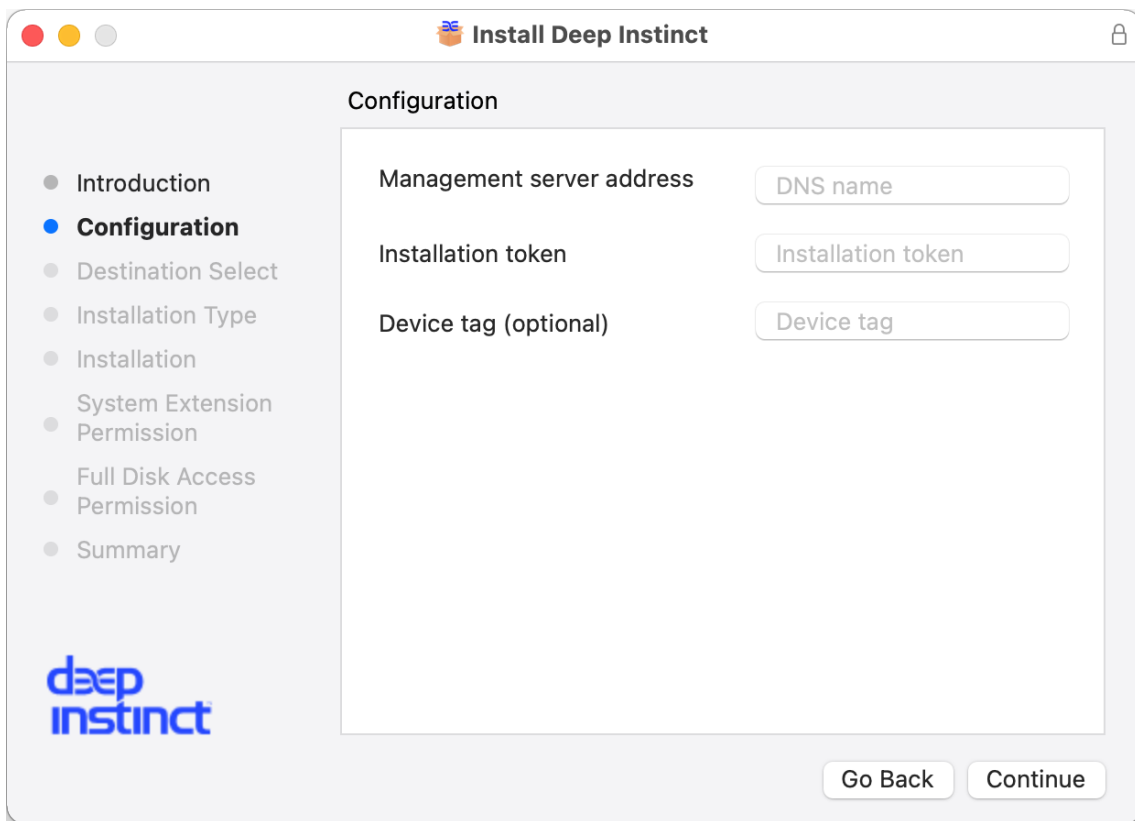 Install Deep Instinct
Configuration
Introduction
Configuration
Destination Select
Installation Type
Installation
System Extension
Permission
Full Disk Access
Permission
Summary
Management server address
DNS name
Installation token
Installation token
Device tag (optional)
Device tag
deep
instinct
Go Back
Continue